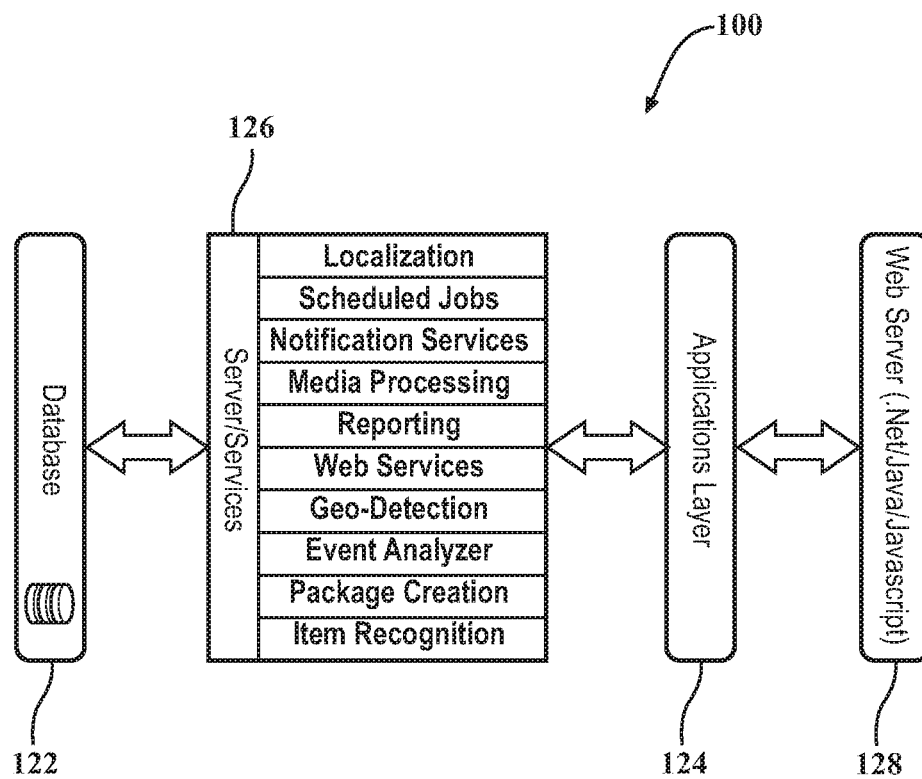 100
126
Database
Server/Services
Localization
Scheduled Jobs
Notification Services
Media Processing
Reporting
Web Services
Geo-Detection
Event Analyzer
Package Creation
Item Recognition
Applications Layer
Web Server (.Net/Java/Javascript)
122
124
128